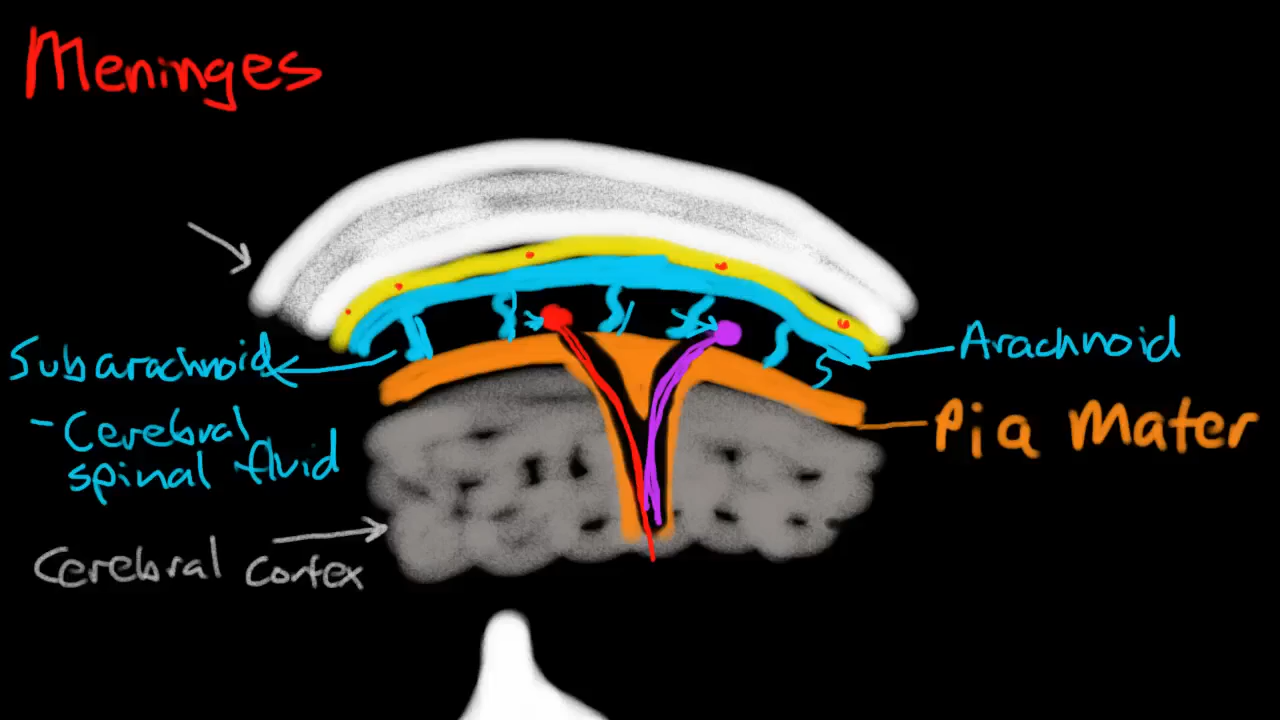 Meninges
Subarachnoid
- Cerebral
spinal fluid
Cerebral cortex
Arachnoid
Pia Mater